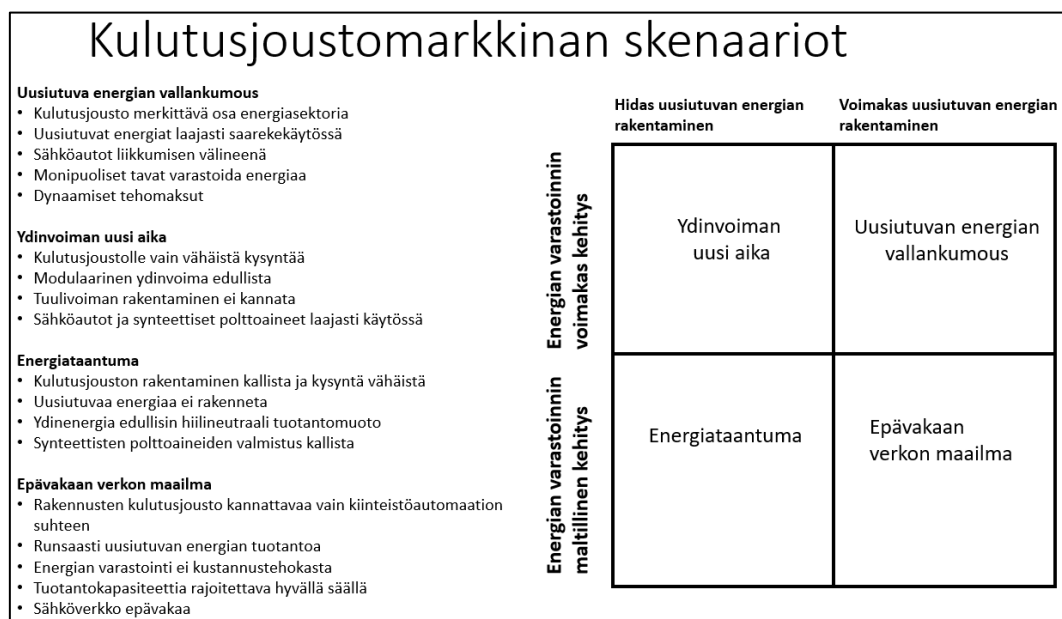 Kulutusjoustomarkkinan skenaariot
Uusiutuva energian vallankumous
• Kulutusjousto merkittävä osa energiasektoria
• Uusiutuvat energiat laajasti saarekekäytössä
• Sähköautot liikkumisen välineenä
• Monipuoliset tavat varastoida energiaa
• Dynaamiset tehomaksut
Ydinvoiman uusi aika
• Kulutusjoustolle vain vähäistä kysyntää
• Modulaarinen ydinvoima edullista
• Tuulivoiman rakentaminen ei kannata
• Sähköautot ja synteettiset polttoaineet laajasti käytössä
Energiataantuma
• Kulutusjouston rakentaminen kallista ja kysyntä vähäistä
• Uusiutuvaa energiaa ei rakenneta
• Ydinenergia edullisin hiilineutraali tuotantomuoto
• Synteettisten polttoaineiden valmistus kallista
Epävakaan verkon maailma
• Rakennusten kulutusjousto kannattavaa vain kiinteistöautomaation
suhteen
• Runsaasti uusiutuvan energian tuotantoa
• Energian varastointi ei kustannustehokasta
• Tuotantokapasiteettia rajoitettava hyvällä säällä
• Sähköverkko epävakaa
Hidas uusiutuvan energian
rakentaminen
Voimakas uusiutuvan energian
rakentaminen
Energian varastoinnin
voimakas kehitys
Ydinvoiman
uusi aika
Uusiutuvan energian
vallankumous
Energian varastoinnin
maltillinen kehitys
Energiataantuma
Epävakaan
verkon maailma